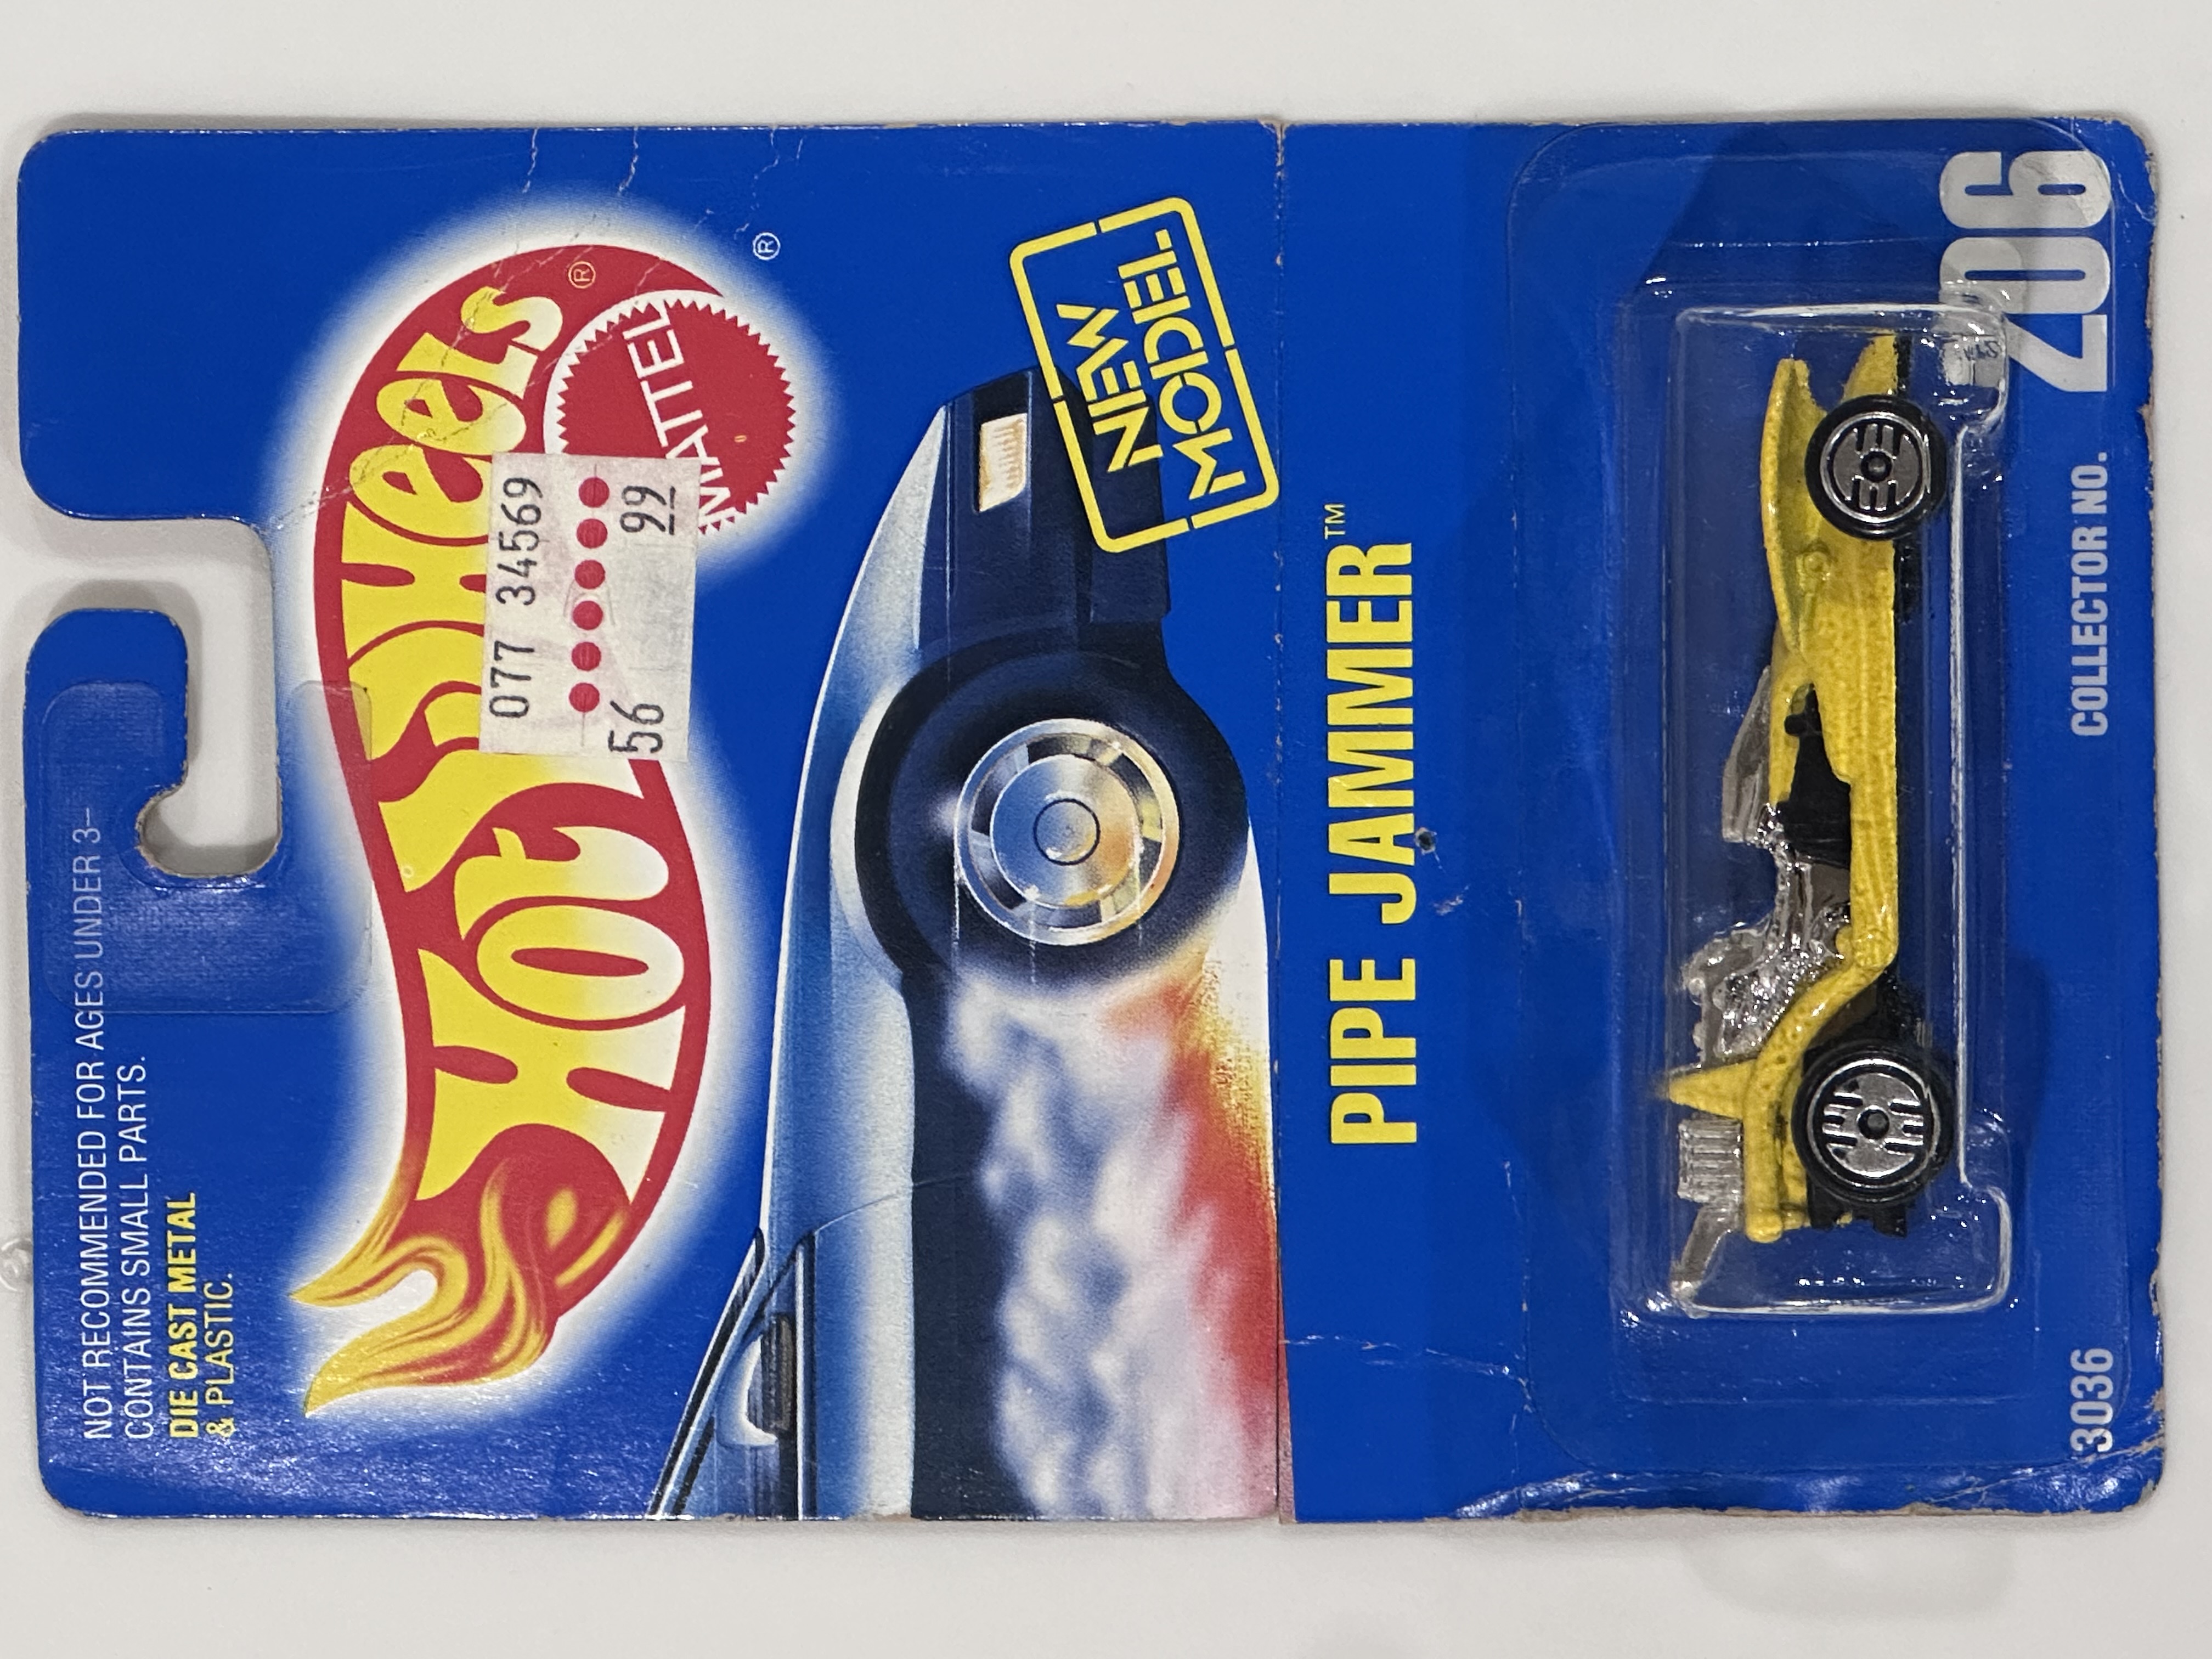 NOT RECOMMENDED FOR AGES UNDER 3–
CONTAINS SMALL PARTS.
DIE CAST METAL
& PLASTIC.
Hot Wheels ®
MATTEL ®
077 34569
56 99
NEW
MODEL
PIPE JAMMER™
3036 COLLECTOR NO. 206